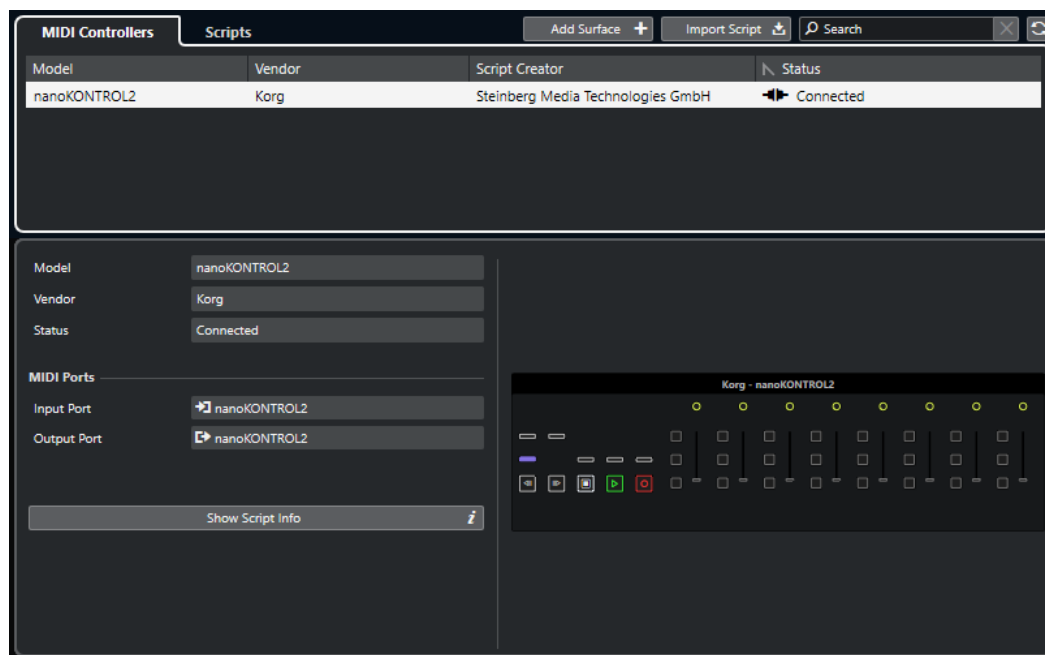 MIDI Controllers Scripts Add Surface Import Script Search
Model Vendor Script Creator Status
nanoKONTROL2 Korg Steinberg Media Technologies GmbH Connected
Model nanoKONTROL2
Vendor Korg
Status Connected
MIDI Ports
Korg - nanoKONTROL2
Input Port nanoKONTROL2
Output Port nanoKONTROL2
Show Script Info i